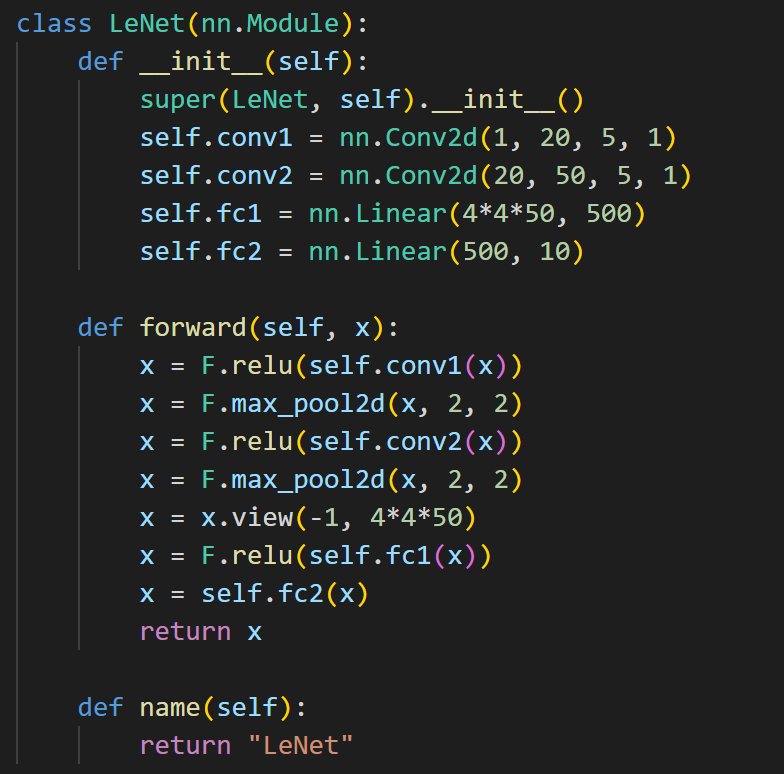 class LeNet(nn.Module):
    def __init__(self):
        super(LeNet, self).__init__()
        self.conv1 = nn.Conv2d(1, 20, 5, 1)
        self.conv2 = nn.Conv2d(20, 50, 5, 1)
        self.fc1 = nn.Linear(4*4*50, 500)
        self.fc2 = nn.Linear(500, 10)

    def forward(self, x):
        x = F.relu(self.conv1(x))
        x = F.max_pool2d(x, 2, 2)
        x = F.relu(self.conv2(x))
        x = F.max_pool2d(x, 2, 2)
        x = x.view(-1, 4*4*50)
        x = F.relu(self.fc1(x))
        x = self.fc2(x)
        return x

    def name(self):
        return "LeNet"